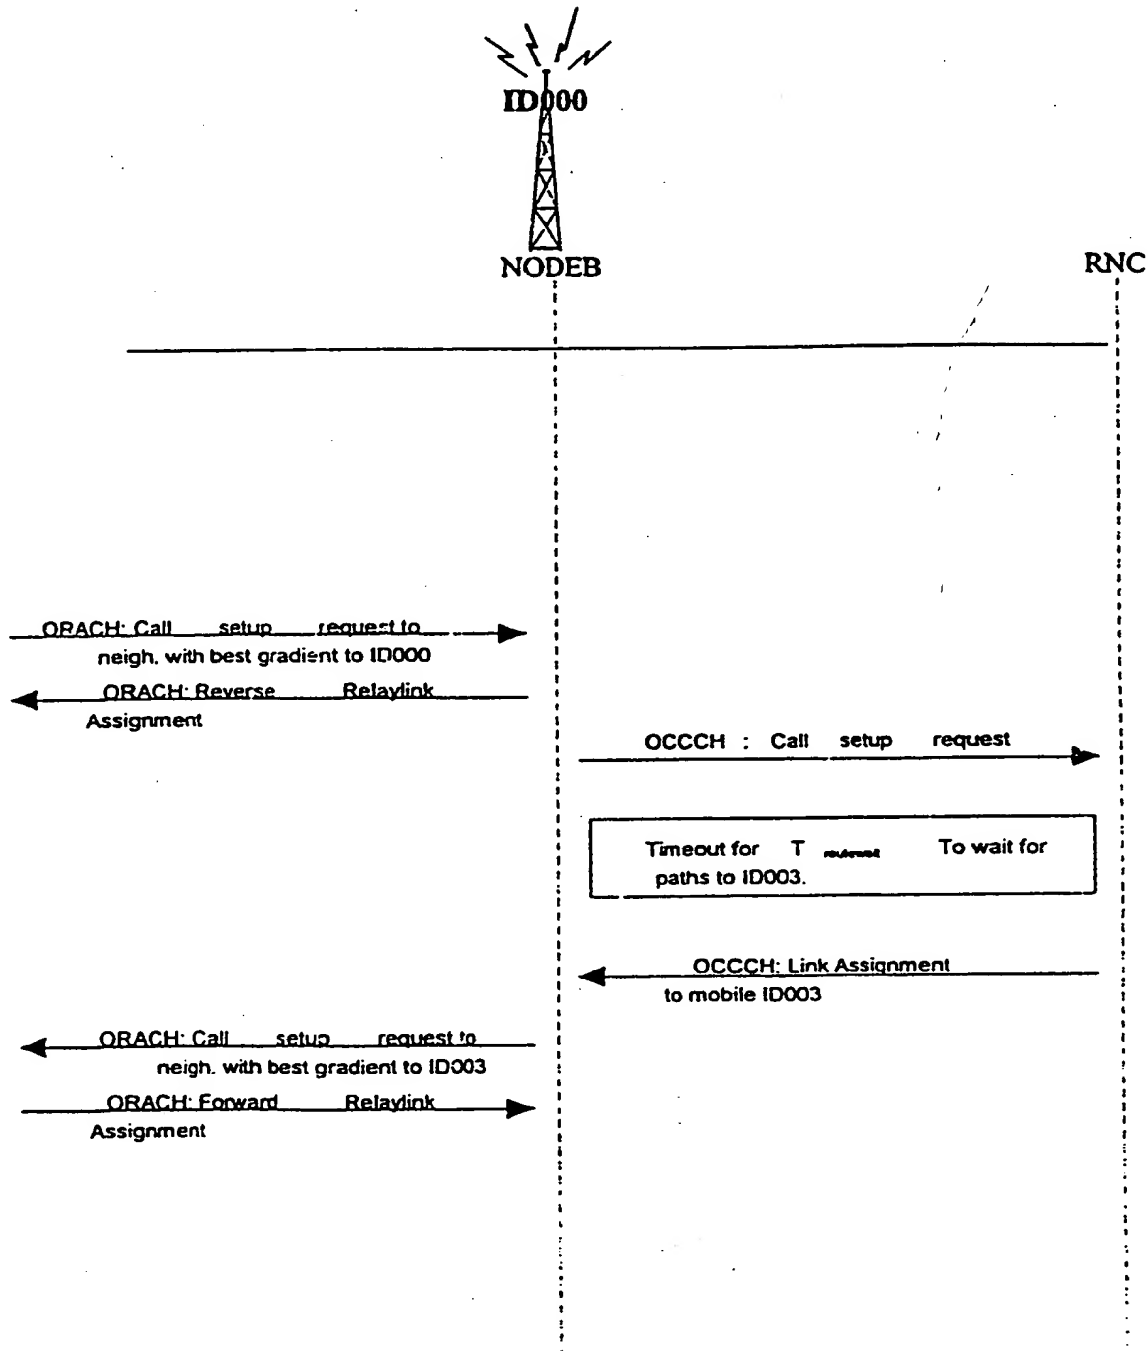 ID000
NODEB
RNC
ORACH: Call setup request to
neigh. with best gradient to ID000
ORACH: Reverse Relaylink
Assignment
OCCCH : Call setup request
Timeout for T To wait for
paths to ID003.
OCCCH: Link Assignment
to mobile ID003
ORACH: Call setup request to
neigh. with best gradient to ID003
ORACH: Forward Relaylink
Assignment